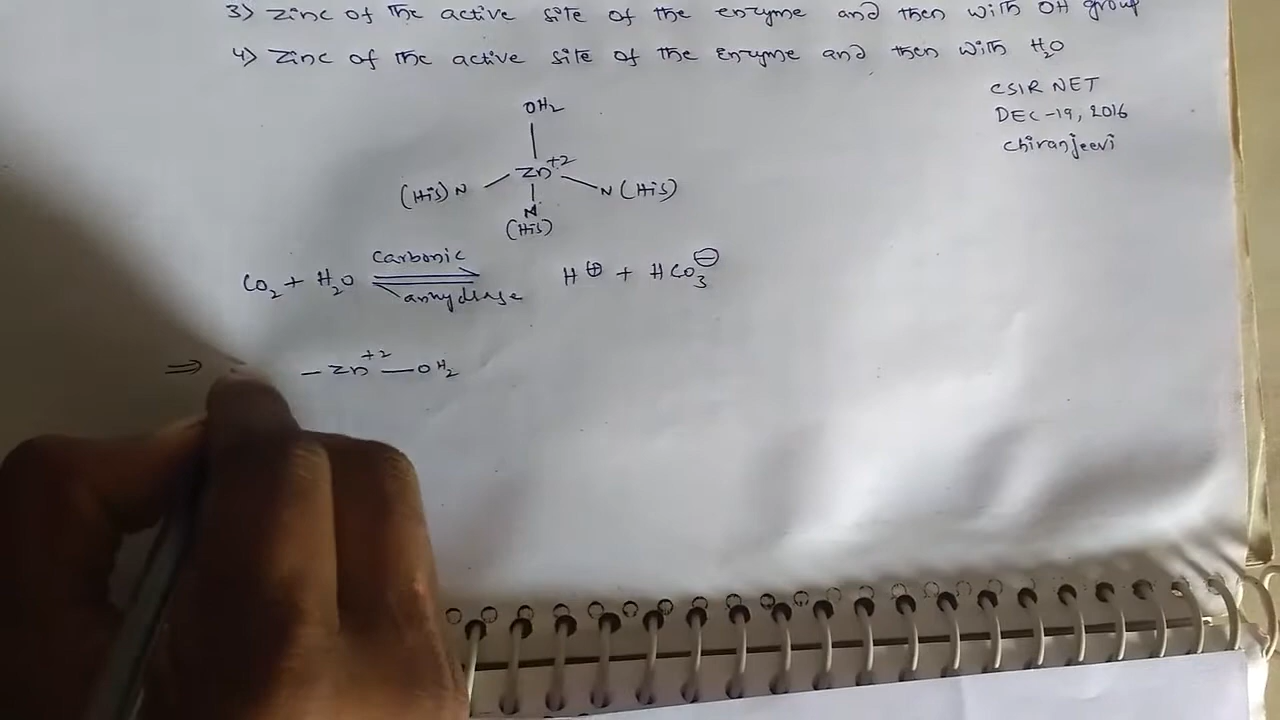 3) Zinc of the active site of the enzyme and then with OH group
4) Zinc of the active site of the Enzyme and then with H2O
CSIR NET
DEC-19, 2016
Chiranjeevi
OH2
Zn+2
(His) N
N (His)
N
(His)
CO2 + H2O carbonic anhydrase H⊕ + HCO3⊖
⇒ -Zn+2-OH2